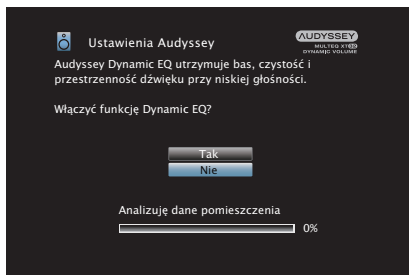 Ustawienia Audyssey
AUDYSSEY
MULTEQ XT32
DYNAMIC VOLUME
Audyssey Dynamic EQ utrzymuje bas, czystość i
przestrzenność dźwięku przy niskiej głośności.
Włączyć funkcję Dynamic EQ?
Tak
Nie
Analizuję dane pomieszczenia
0%